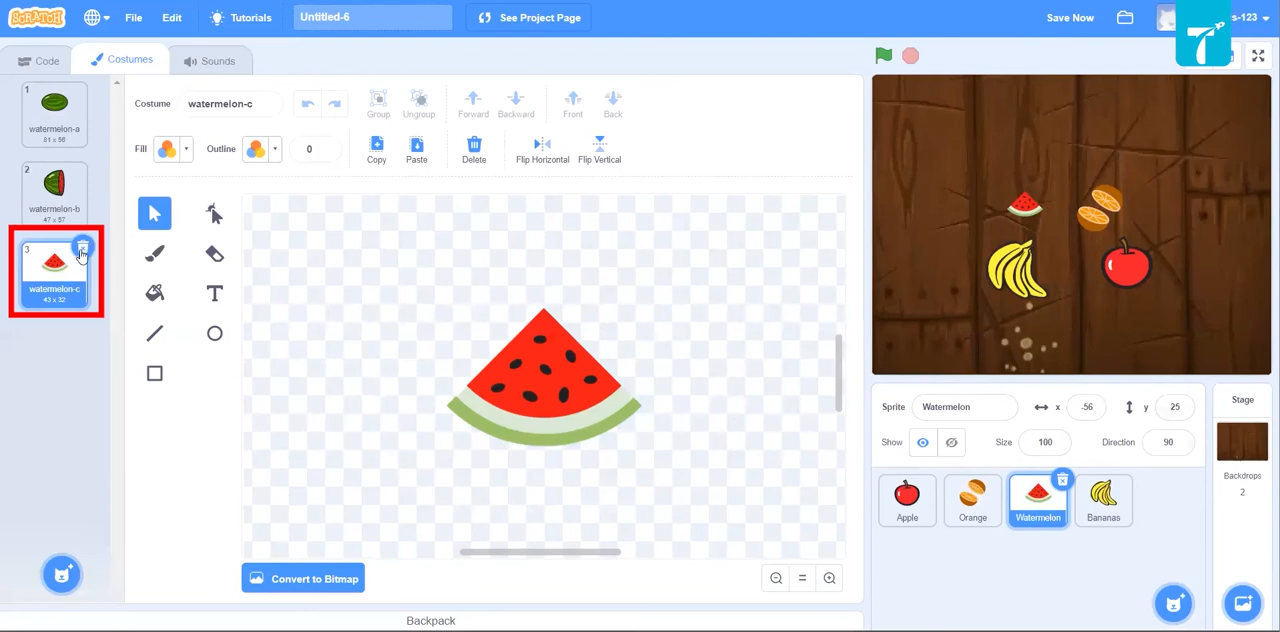 SCRATCH File Edit Tutorials Untitled-6 See Project Page Save Now s-123
Code Costumes Sounds
1
watermelon-a
81 x 56
2
watermelon-b
47 x 57
3
watermelon-c
43 x 32
Costume watermelon-c Group Ungroup Forward Backward Front Back
Fill Outline 0 Copy Paste Delete Flip Horizontal Flip Vertical
T
Convert to Bitmap
Backpack
Sprite Watermelon x -56 y 25
Show Size 100 Direction 90
Apple Orange Watermelon Bananas
Stage
Backdrops
2